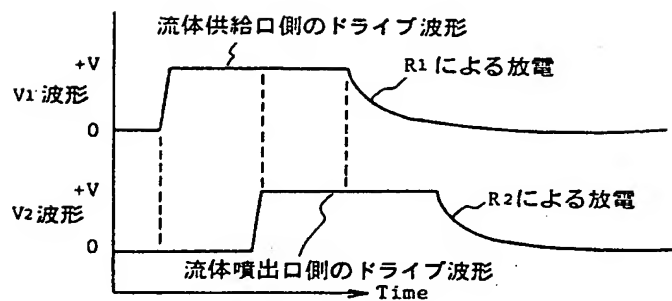 流体供給口側のドライブ波形
+V
R1による放電
V1波形
0
+V
R2による放電
V2波形
0
流体噴出口側のドライブ波形
Time